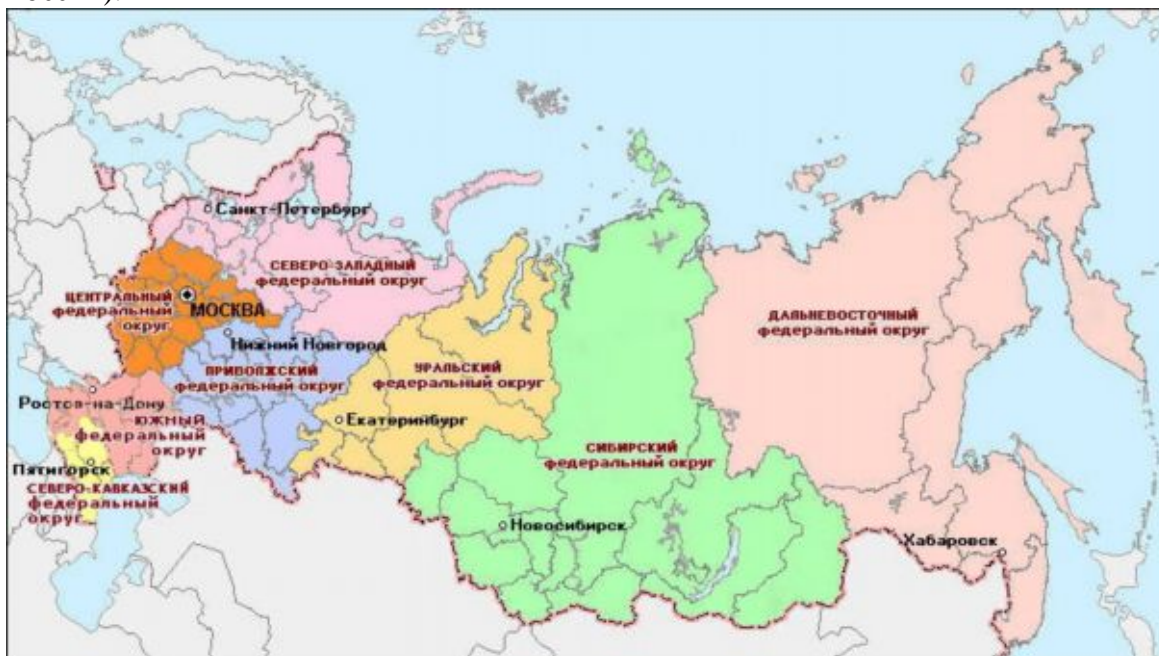 Санкт-Петербург
СЕВЕРО-ЗАПАДНЫЙ
федеральный округ
ЦЕНТРАЛЬНЫЙ
федеральный
округ
МОСКВА
Нижний Новгород
ПРИВОЛЖСКИЙ
федеральный округ
УРАЛЬСКИЙ
федеральный округ
Екатеринбург
ДАЛЬНЕВОСТОЧНЫЙ
федеральный округ
Ростов-на-Дону
ЮЖНЫЙ
федеральный
округ
Пятигорск
СЕВЕРО-КАВКАЗСКИЙ
федеральный
округ
СИБИРСКИЙ
федеральный округ
Новосибирск
Хабаровск